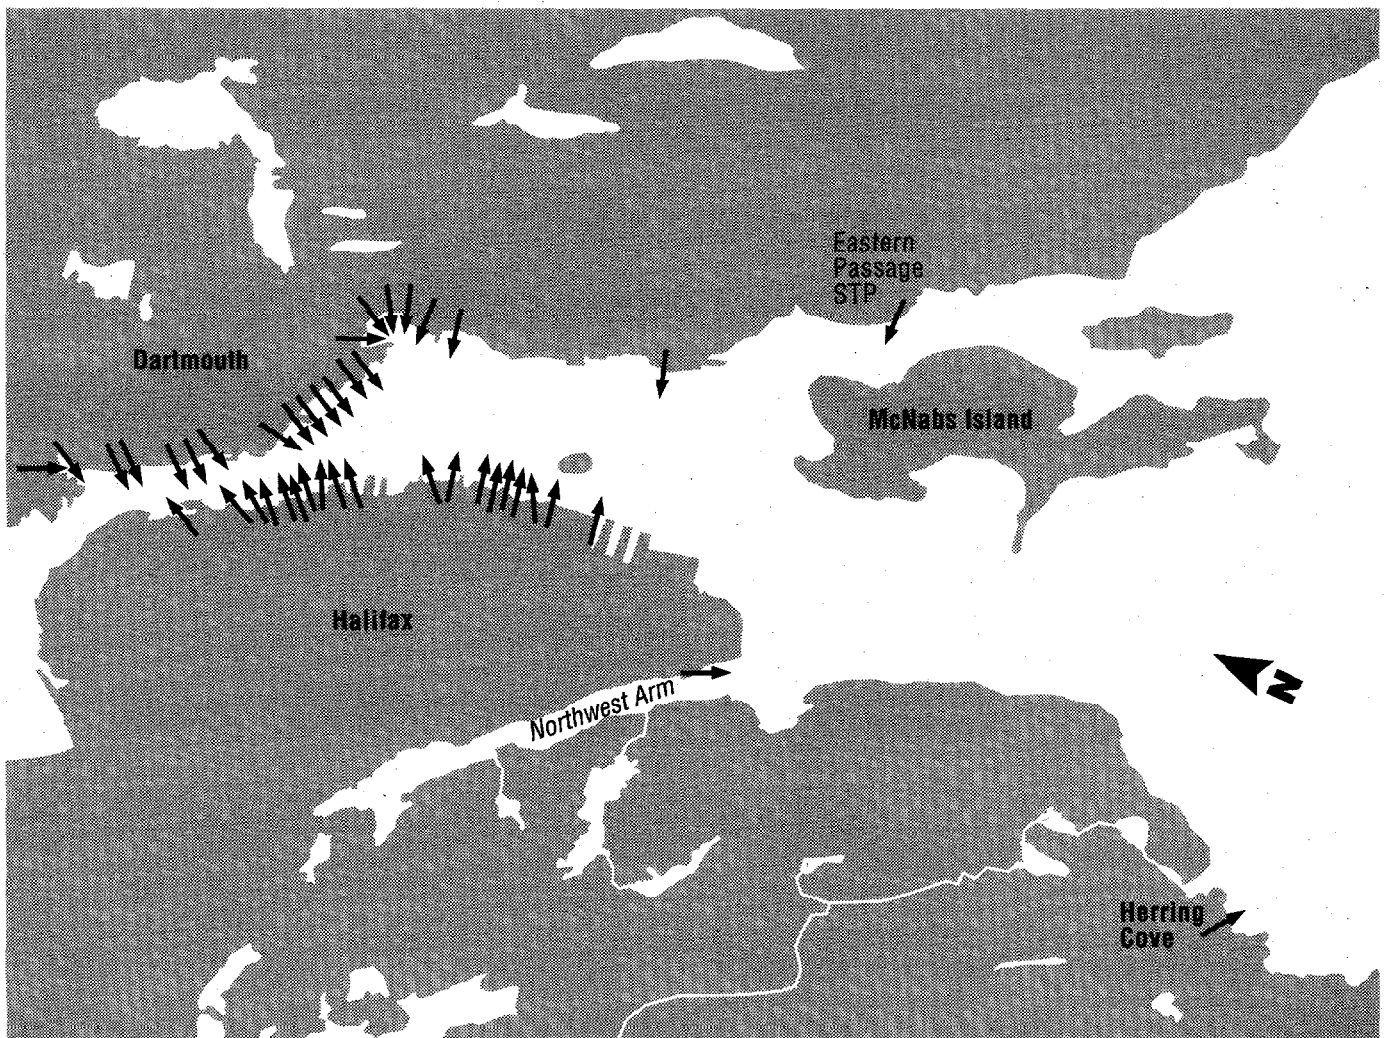 Eastern
Passage
STP
Dartmouth
McNabs Island
Halifax
Northwest Arm
N
Herring
Cove